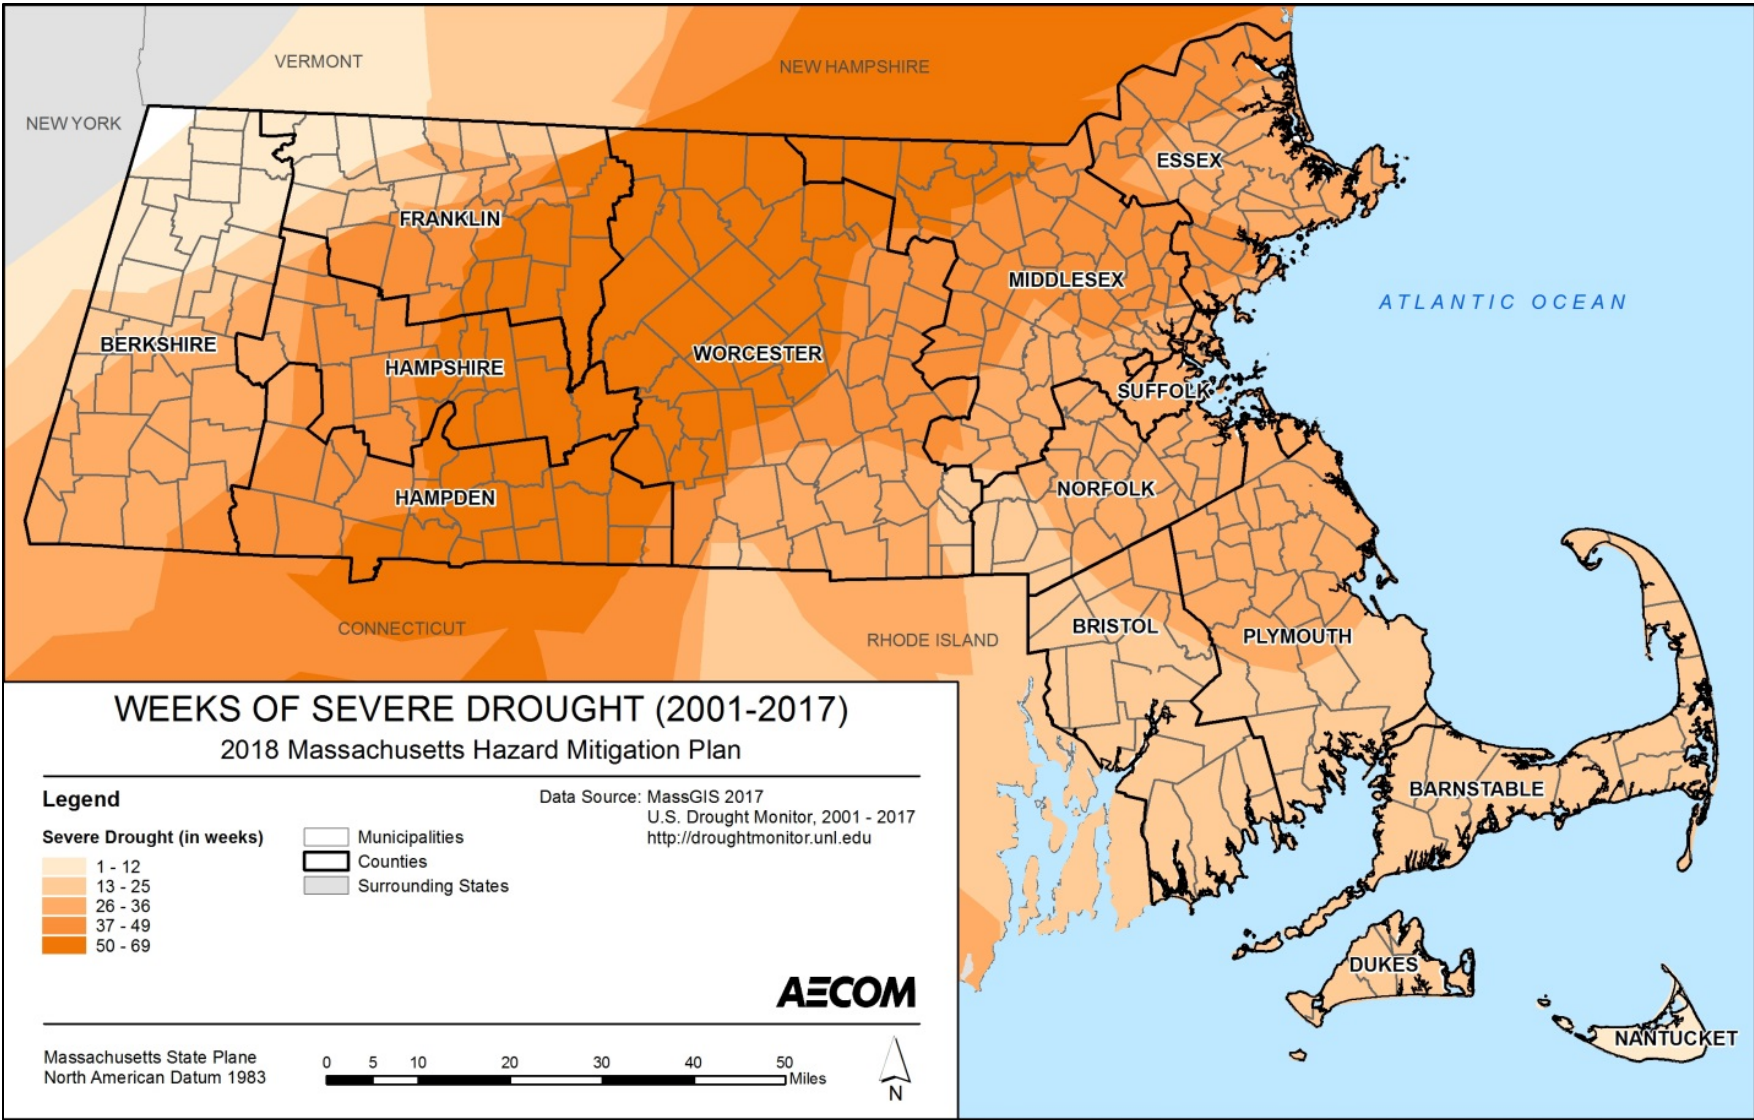 VERMONT
NEW HAMPSHIRE
NEW YORK
ESSEX
FRANKLIN
MIDDLESEX
ATLANTIC OCEAN
BERKSHIRE
WORCESTER
HAMPSHIRE
SUFFOLK
NORFOLK
HAMPDEN
CONNECTICUT
RHODE ISLAND
BRISTOL
PLYMOUTH
BARNSTABLE
DUKES
NANTUCKET
WEEKS OF SEVERE DROUGHT (2001-2017)
2018 Massachusetts Hazard Mitigation Plan
Legend
Severe Drought (in weeks)
1 - 12
13 - 25
26 - 36
37 - 49
50 - 69
Municipalities
Counties
Surrounding States
Data Source: MassGIS 2017
U.S. Drought Monitor, 2001 - 2017
http://droughtmonitor.unl.edu
AECOM
Massachusetts State Plane
North American Datum 1983
0 5 10 20 30 40 50
Miles
N